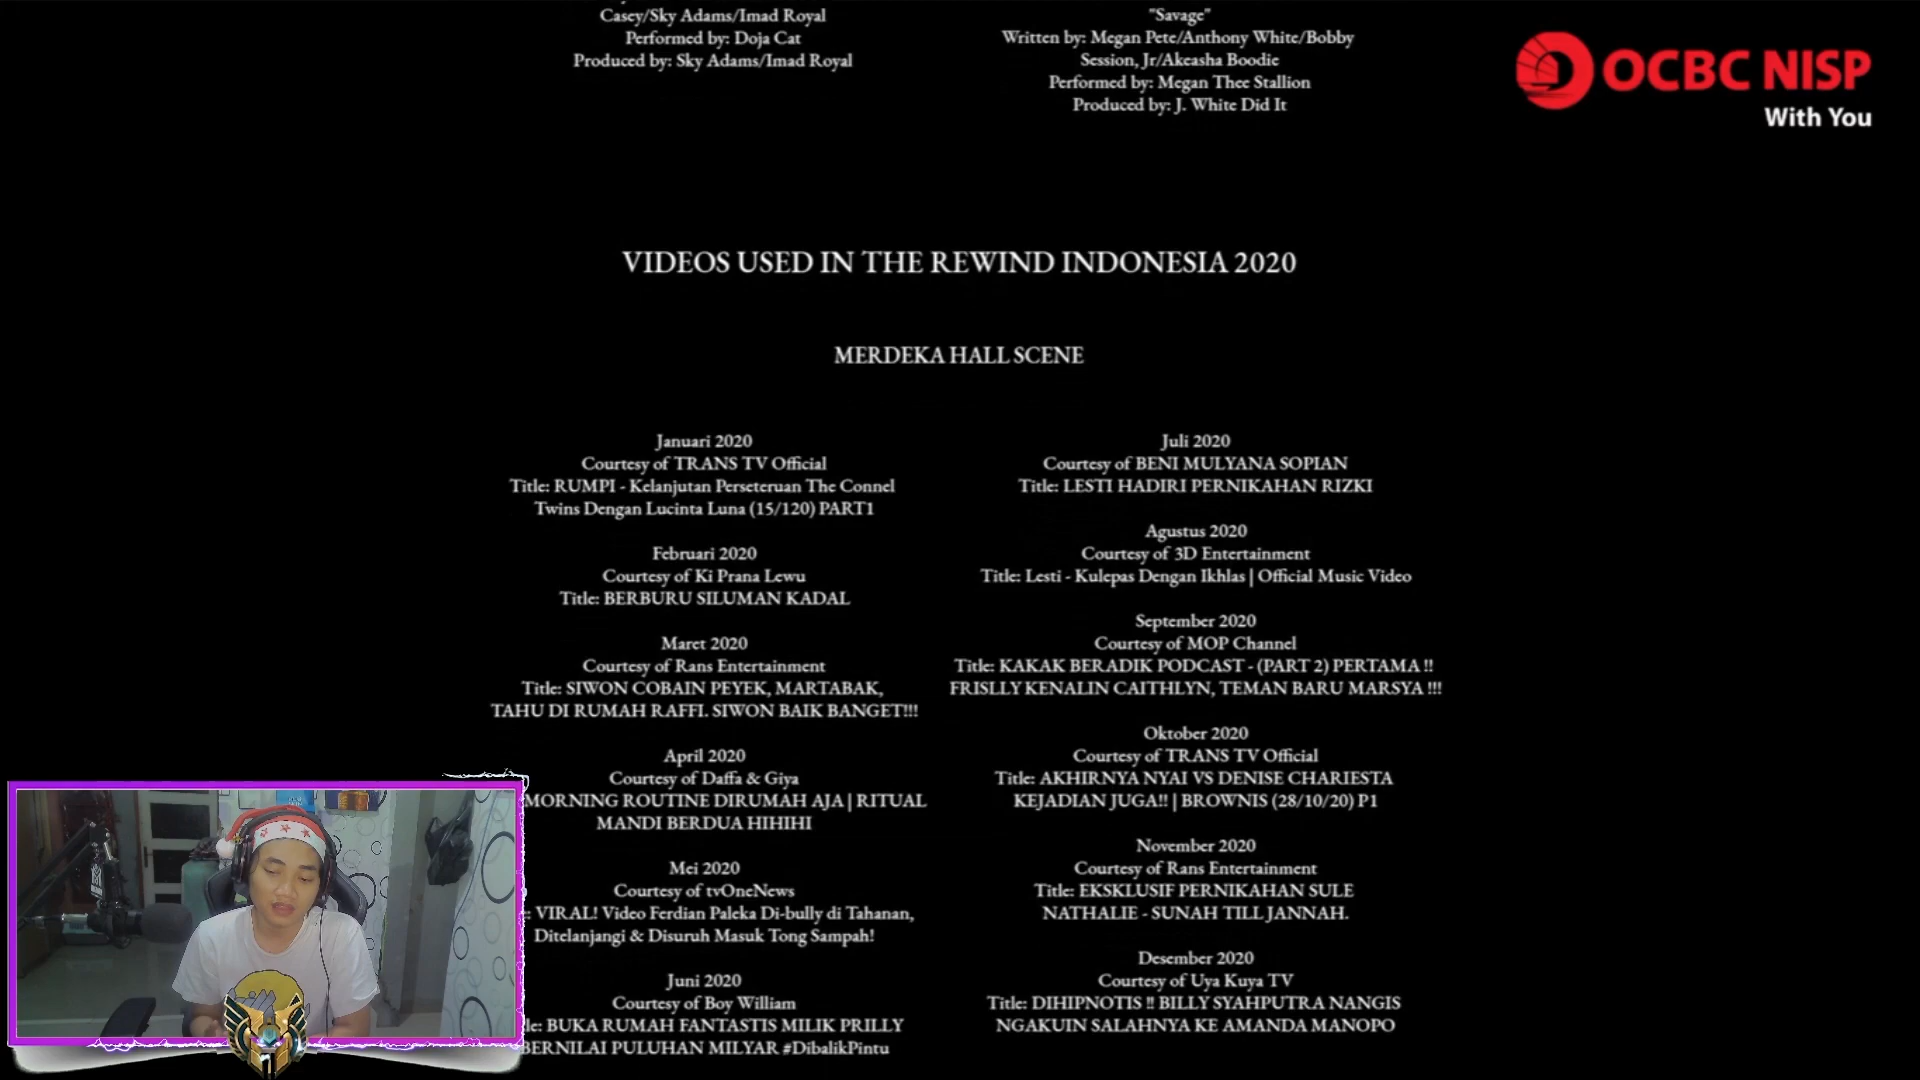 Casey/Sky Adams/Imad Royal
Performed by: Doja Cat
Produced by: Sky Adams/Imad Royal
"Savage"
Written by: Megan Pete/Anthony White/Bobby
Session, Jr/Akeasha Boodie
Performed by: Megan Thee Stallion
Produced by: J. White Did It
OCBC NISP
With You
VIDEOS USED IN THE REWIND INDONESIA 2020
MERDEKA HALL SCENE
Januari 2020
Courtesy of TRANS TV Official
Title: RUMPI - Kelanjutan Perseteruan The Connel
Twins Dengan Lucinta Luna (15/120) PART1
Februari 2020
Courtesy of Ki Prana Lewu
Title: BERBURU SILUMAN KADAL
Maret 2020
Courtesy of Rans Entertainment
Title: SIWON COBAIN PEYEK, MARTABAK,
TAHU DI RUMAH RAFFI. SIWON BAIK BANGET!!!
April 2020
Courtesy of Daffa & Giya
MORNING ROUTINE DIRUMAH AJA | RITUAL
MANDI BERDUA HIHIHI
Mei 2020
Courtesy of tvOneNews
: VIRAL! Video Ferdian Paleka Di-bully di Tahanan,
Ditelanjangi & Disuruh Masuk Tong Sampah!
Juni 2020
Courtesy of Boy William
le: BUKA RUMAH FANTASTIS MILIK PRILLY
BERNILAI PULUHAN MILYAR #DibalikPintu
Juli 2020
Courtesy of BENI MULYANA SOPIAN
Title: LESTI HADIRI PERNIKAHAN RIZKI
Agustus 2020
Courtesy of 3D Entertainment
Title: Lesti - Kulepas Dengan Ikhlas | Official Music Video
September 2020
Courtesy of MOP Channel
Title: KAKAK BERADIK PODCAST - (PART 2) PERTAMA !!
FRISLLY KENALIN CAITHLYN, TEMAN BARU MARSYA !!!
Oktober 2020
Courtesy of TRANS TV Official
Title: AKHIRNYA NYAI VS DENISE CHARIESTA
KEJADIAN JUGA!! | BROWNIS (28/10/20) P1
November 2020
Courtesy of Rans Entertainment
Title: EKSKLUSIF PERNIKAHAN SULE
NATHALIE - SUNAH TILL JANNAH.
Desember 2020
Courtesy of Uya Kuya TV
Title: DIHIPNOTIS !! BILLY SYAHPUTRA NANGIS
NGAKUIN SALAHNYA KE AMANDA MANOPO